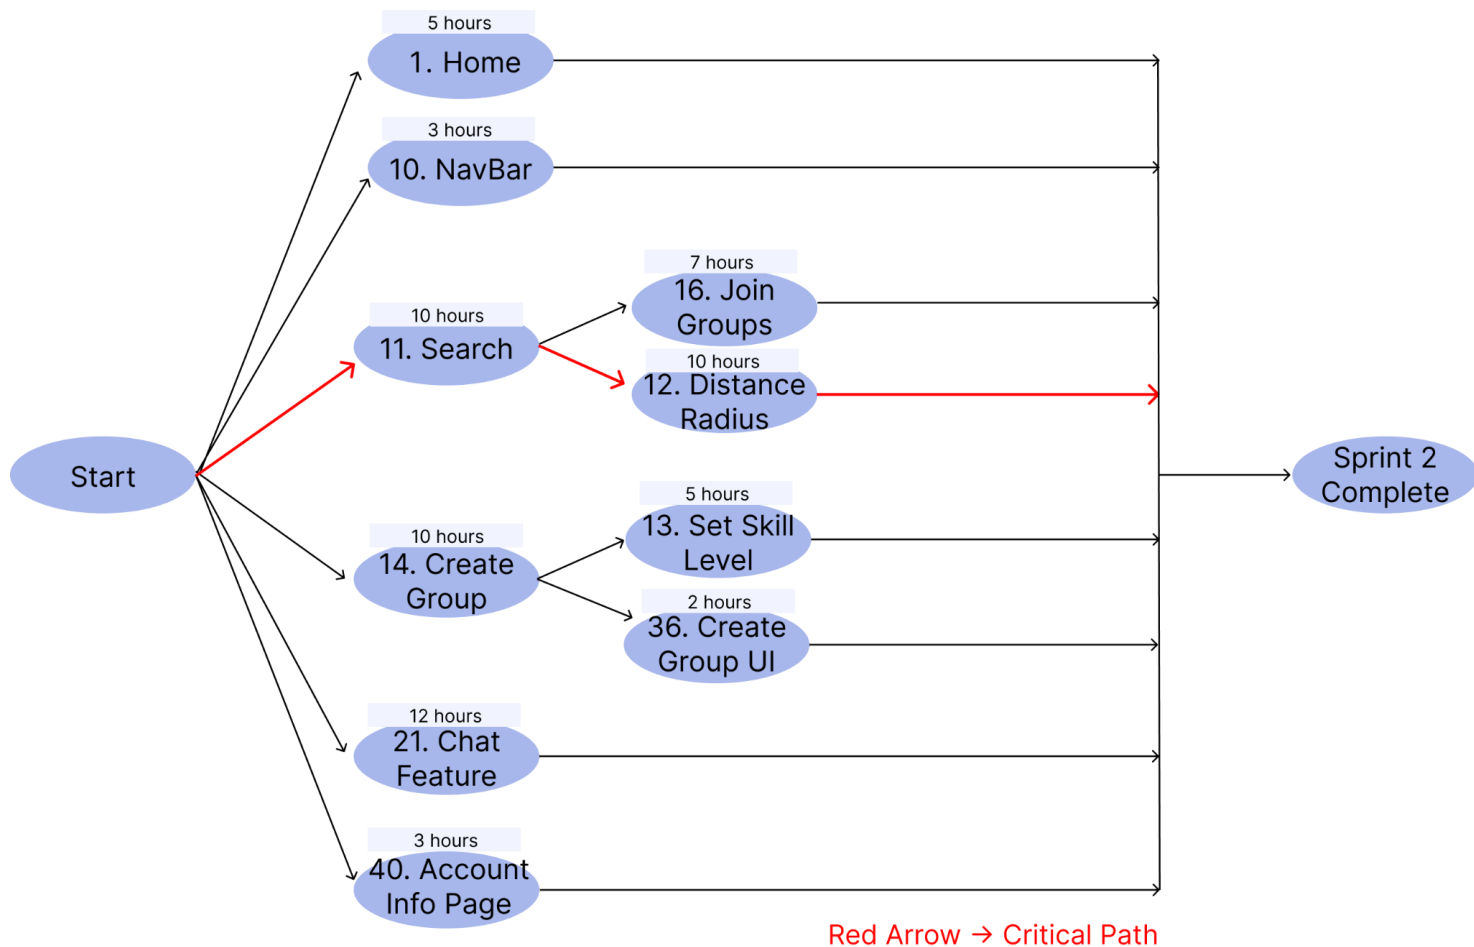 5 hours
1. Home
3 hours
10. NavBar
10 hours
11. Search
7 hours
16. Join
Groups
10 hours
12. Distance
Radius
Start
10 hours
14. Create
Group
5 hours
13. Set Skill
Level
2 hours
36. Create
Group UI
12 hours
21. Chat
Feature
3 hours
40. Account
Info Page
Sprint 2
Complete
Red Arrow → Critical Path